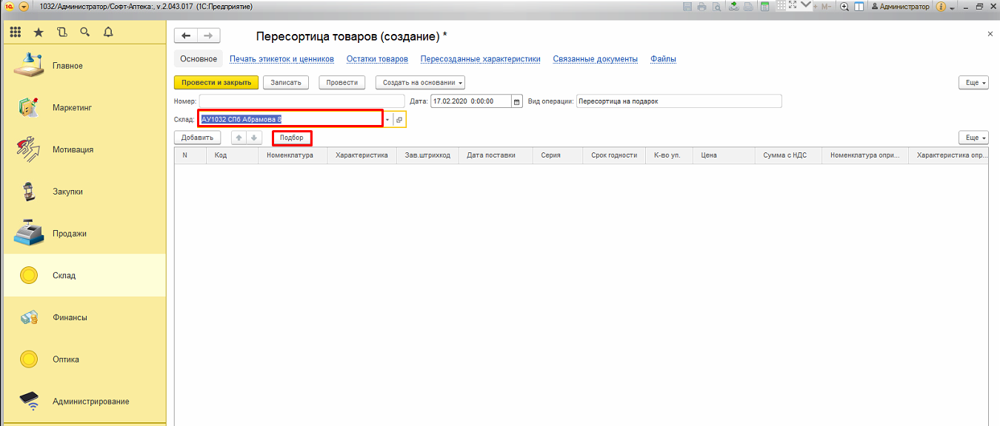 1032/Администратор/Софт-Аптека:, v.2.043.017 (1С:Предприятие)
M-
Администратор
Пересортица товаров (создание) *
Основное Печать этикеток и ценников Остатки товаров Пересозданные характеристики Связанные документы Файлы
Провести и закрыть Записать Провести Создать на основании Еще
Номер: Дата: 17.02.2020 0:00:00 Вид операции: Пересортица на подарок
Склад: АУ1032 СПб Абрамова 8
Добавить Подбор Еще
N Код Номенклатура Характеристика Зав.штрихкод Дата поставки Серия Срок годности К-во уп. Цена Сумма с НДС Номенклатура опри... Характеристика опр...
Главное
Маркетинг
Мотивация
Закупки
Продажи
Склад
Финансы
Оптика
Администрирование